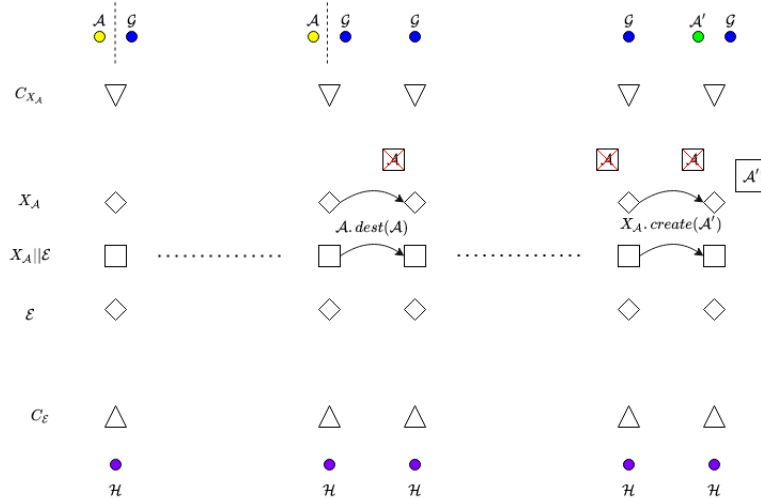 𝒜 𝒢 𝒜 𝒢 𝒢 𝒢 𝒜′ 𝒢
C_{X_𝒜}
𝒜 𝒜 𝒜 𝒜′
X_𝒜
𝒜.dest(𝒜) X_𝒜.create(𝒜′)
X_𝒜||ℰ
ℰ
C_ℰ
ℋ ℋ ℋ ℋ ℋ